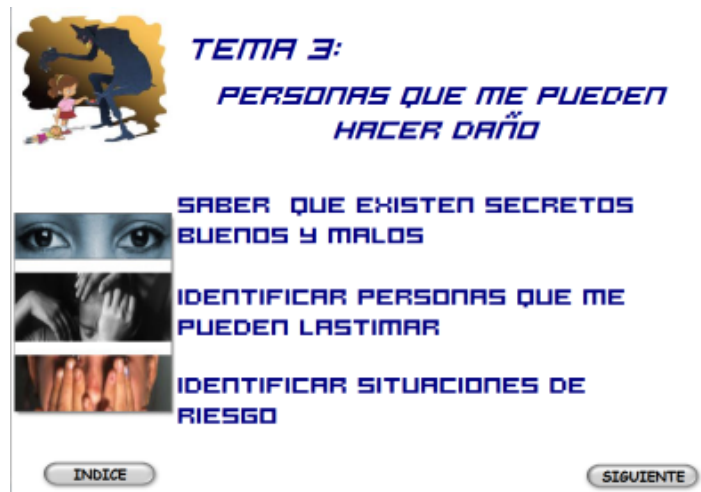 TEMA 3:
PERSONAS QUE ME PUEDEN
HACER DAÑO
SABER QUE EXISTEN SECRETOS
BUENOS Y MALOS
IDENTIFICAR PERSONAS QUE ME
PUEDEN LASTIMAR
IDENTIFICAR SITUACIONES DE
RIESGO
INDICE
SIGUIENTE